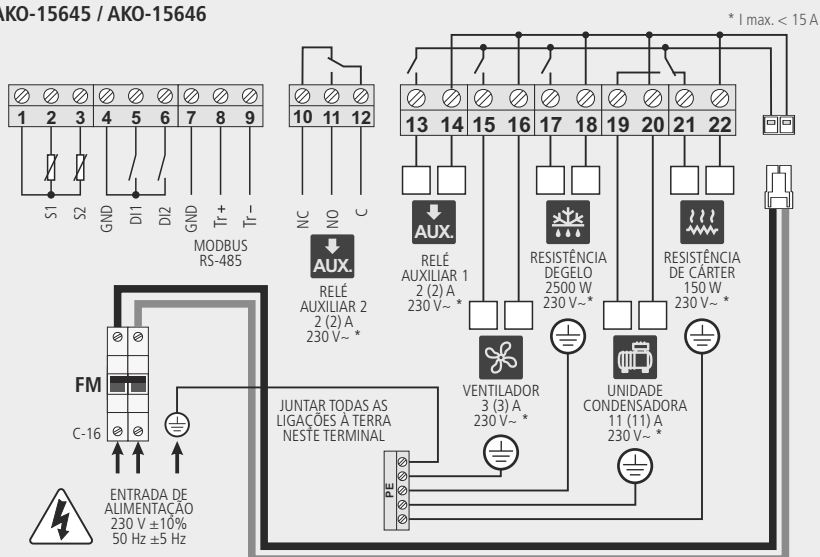 AKO-15645 / AKO-15646
* I max. < 15 A
1 2 3 4 5 6 7 8 9
10 11 12
13 14 15 16 17 18 19 20 21 22
S1
S2
GND
DI1
DI2
GND
Tr+
Tr−
MODBUS
RS-485
NC
NO
C
AUX.
RELÉ
AUXILIAR 2
2 (2) A
230 V~ *
AUX.
RELÉ
AUXILIAR 1
2 (2) A
230 V~ *
RESISTÊNCIA
DEGELO
2500 W
230 V~*
RESISTÊNCIA
DE CÁRTER
150 W
230 V~ *
VENTILADOR
3 (3) A
230 V~ *
UNIDADE
CONDENSADORA
11 (11) A
230 V~ *
FM
C-16
JUNTAR TODAS AS
LIGAÇÕES À TERRA
NESTE TERMINAL
PE
ENTRADA DE
ALIMENTAÇÃO
230 V ±10%
50 Hz ±5 Hz